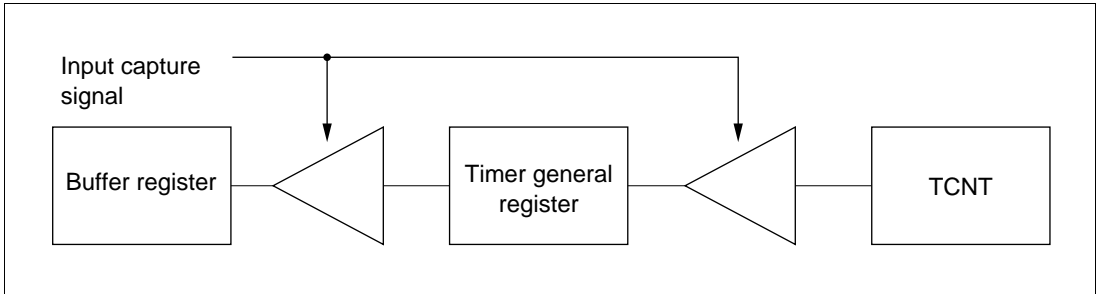 Input capture
signal
Buffer register
Timer general
register
TCNT